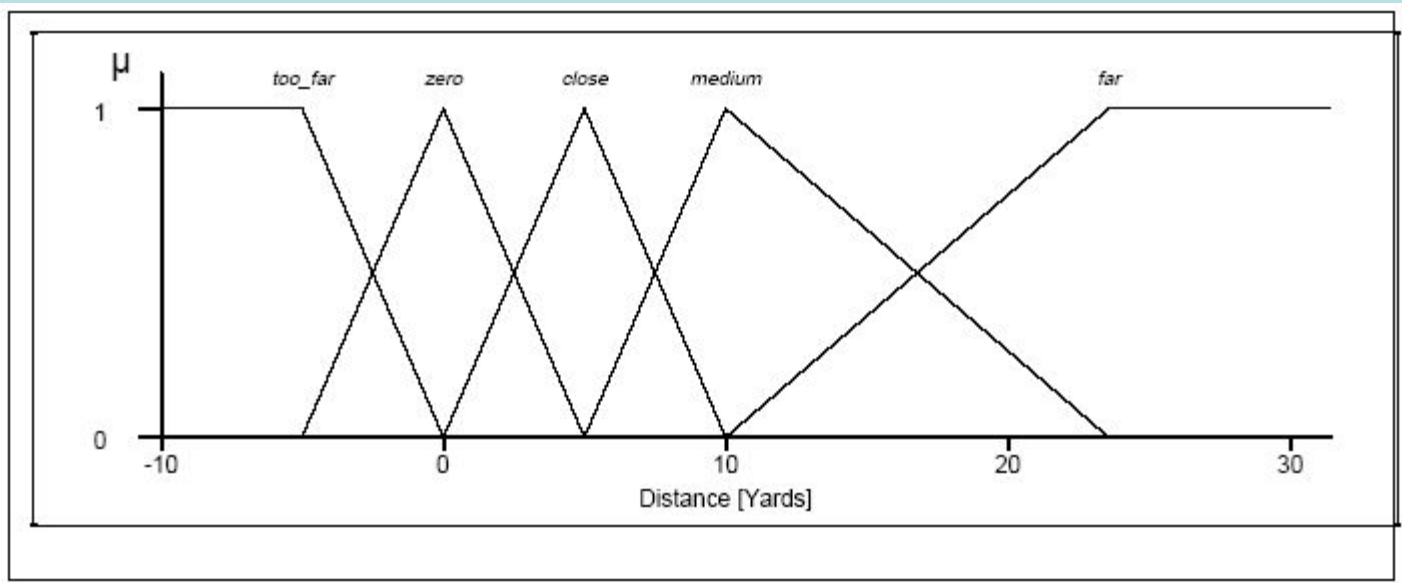 μ
too_far zero close medium far
1
0
-10 0 10 20 30
Distance [Yards]